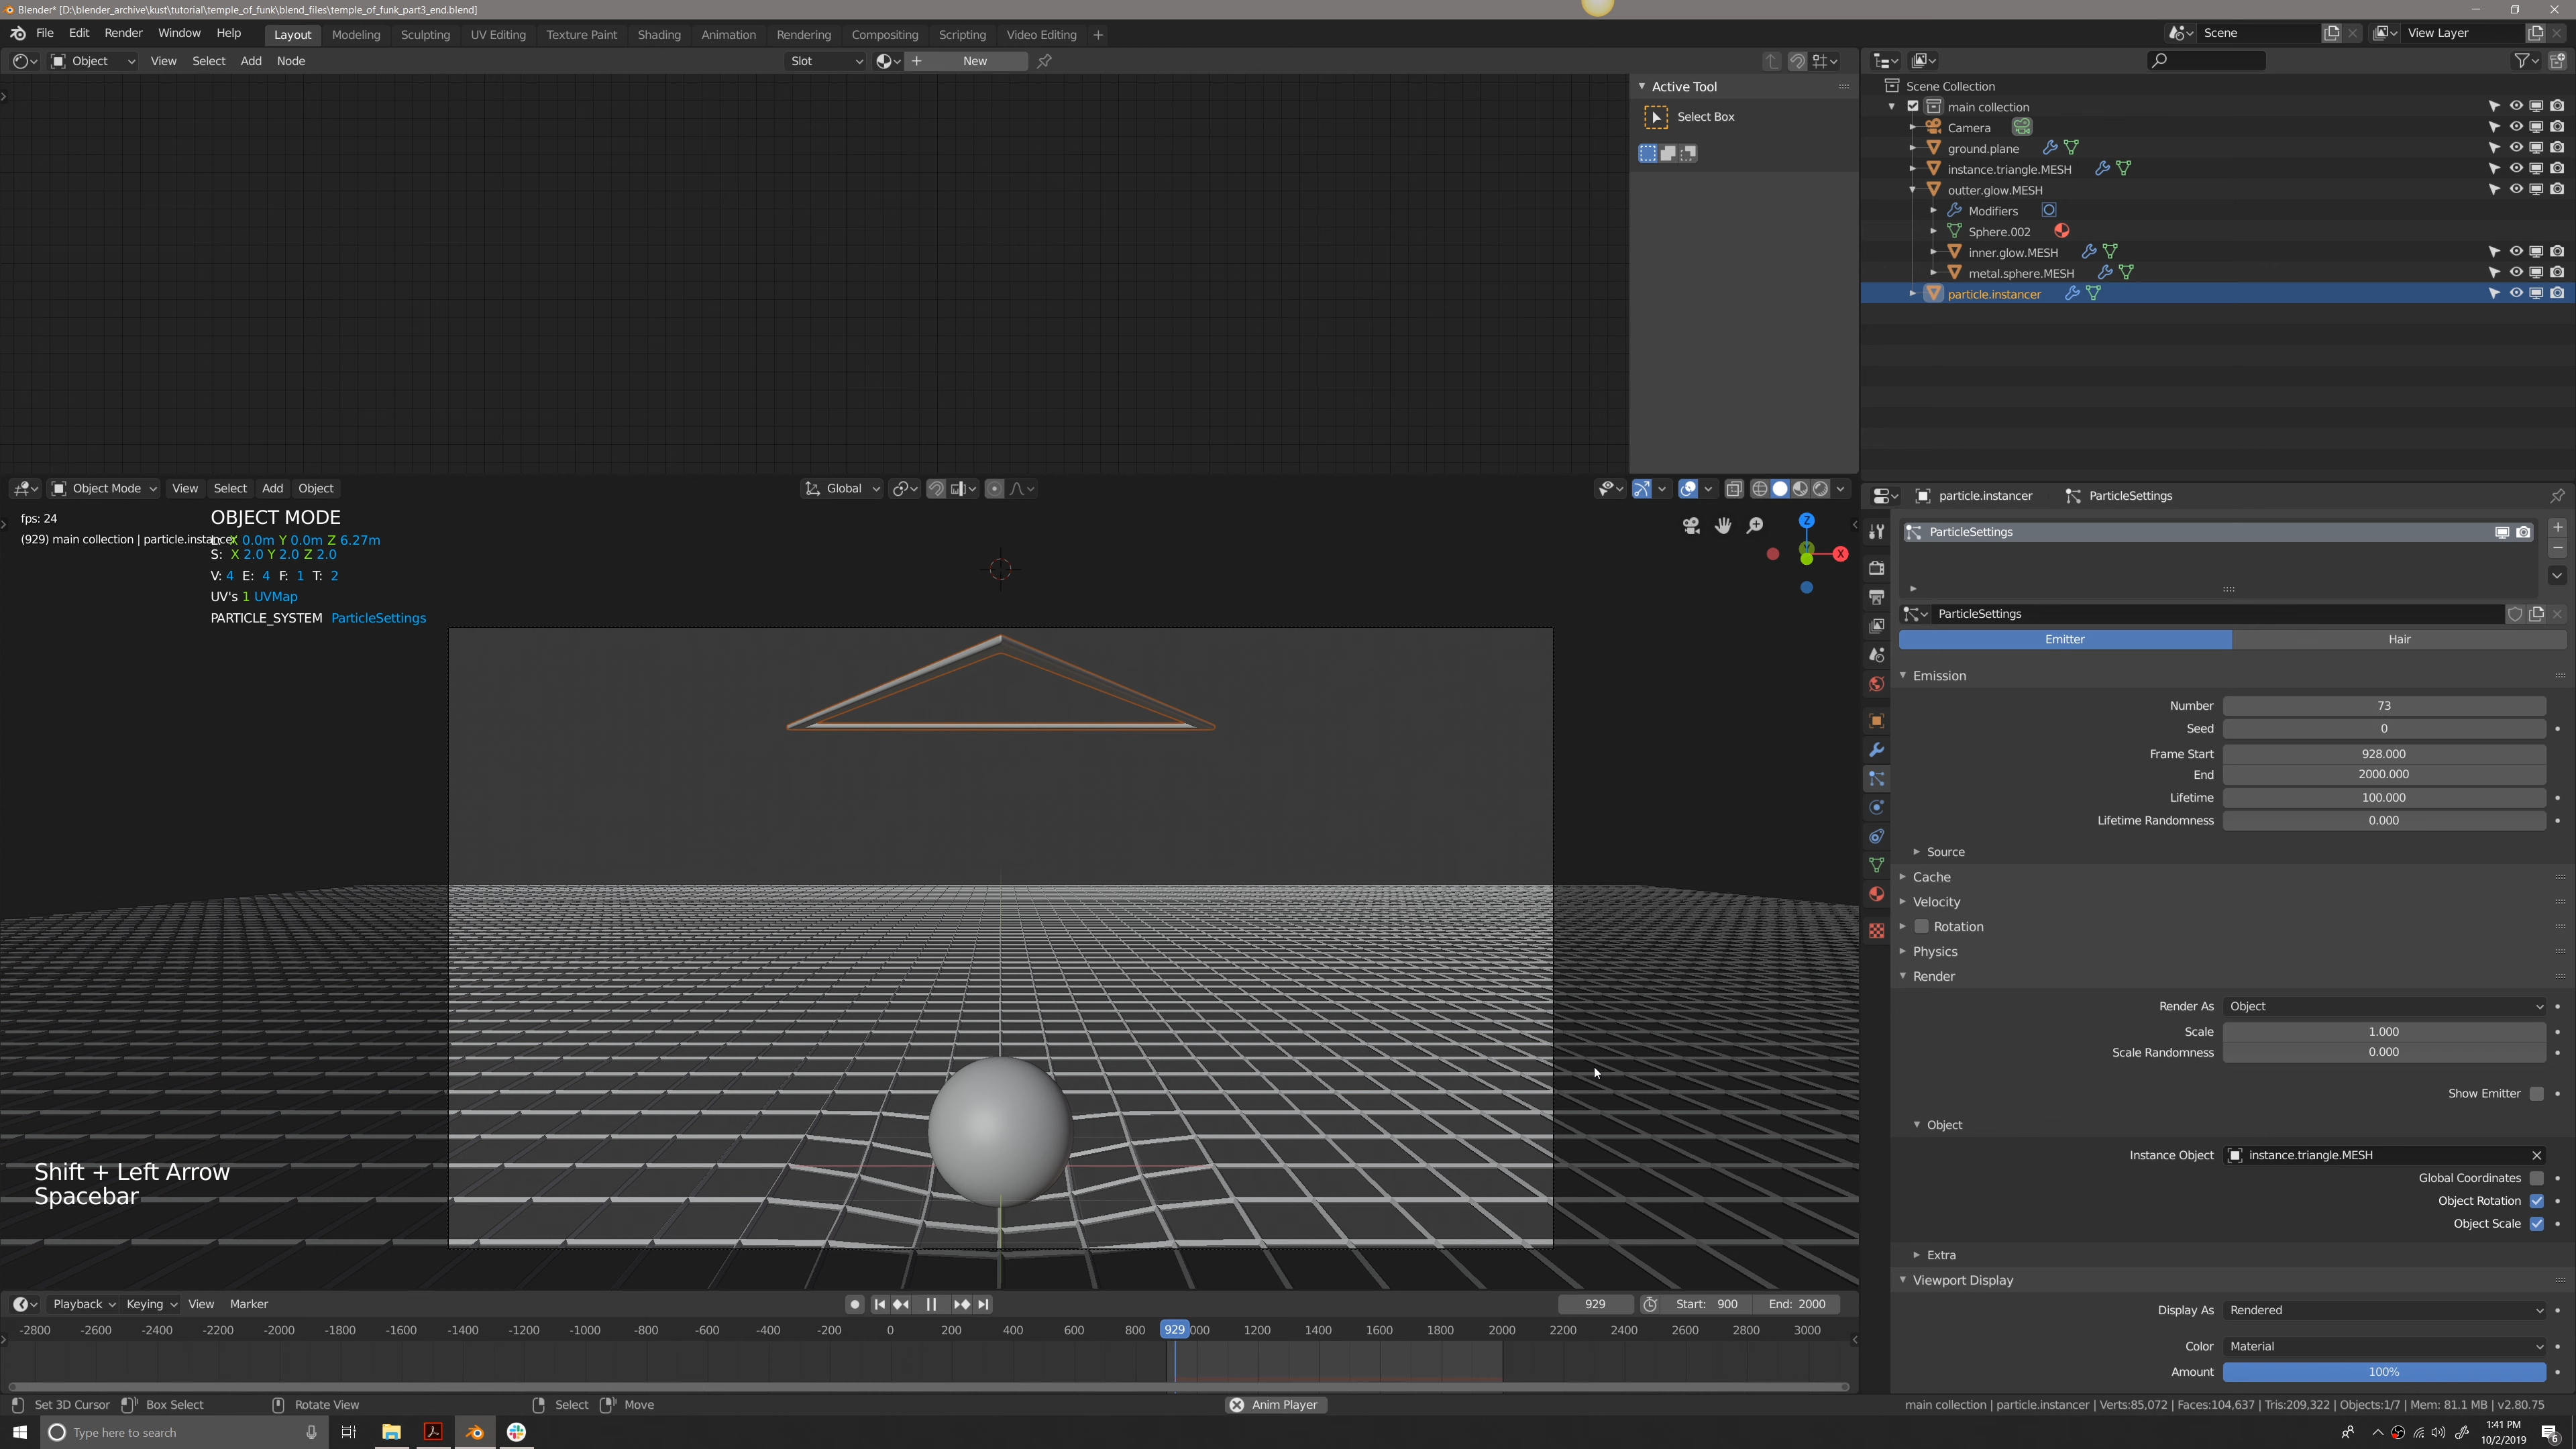 Blender* [D:\blender_archive\kust\tutorial\temple_of_funk\blend_files\temple_of_funk_part3_end.blend]
File Edit Render Window Help Layout Modeling Sculpting UV Editing Texture Paint Shading Animation Rendering Compositing Scripting Video Editing + Scene View Layer
Object View Select Add Node Slot New
Active Tool
Select Box
Scene Collection
main collection
Camera
ground.plane
instance.triangle.MESH
outter.glow.MESH
Modifiers
Sphere.002
inner.glow.MESH
metal.sphere.MESH
particle.instancer
Object Mode View Select Add Object Global
fps: 24
(929) main collection | particle.instancer
OBJECT MODE
X 0.0m Y 0.0m Z 6.27m
S: X 2.0 Y 2.0 Z 2.0
V: 4 E: 4 F: 1 T: 2
UV's 1 UVMap
PARTICLE_SYSTEM ParticleSettings
Z
X
Shift + Left Arrow
Spacebar
particle.instancer ParticleSettings
ParticleSettings
ParticleSettings
Emitter Hair
Emission
Number 73
Seed 0
Frame Start 928.000
End 2000.000
Lifetime 100.000
Lifetime Randomness 0.000
Source
Cache
Velocity
Rotation
Physics
Render
Render As Object
Scale 1.000
Scale Randomness 0.000
Show Emitter
Object
Instance Object instance.triangle.MESH
Global Coordinates
Object Rotation
Object Scale
Extra
Viewport Display
Display As Rendered
Color Material
Amount 100%
Playback Keying View Marker 929 Start: 900 End: 2000
-2800 -2600 -2400 -2200 -2000 -1800 -1600 -1400 -1200 -1000 -800 -600 -400 -200 0 200 400 600 800 929 000 1200 1400 1600 1800 2000 2200 2400 2600 2800 3000
Set 3D Cursor Box Select Rotate View Select Move Anim Player main collection | particle.instancer | Verts:85,072 | Faces:104,637 | Tris:209,322 | Objects:1/7 | Mem: 81.1 MB | v2.80.75
Type here to search
1:41 PM
10/2/2019
6